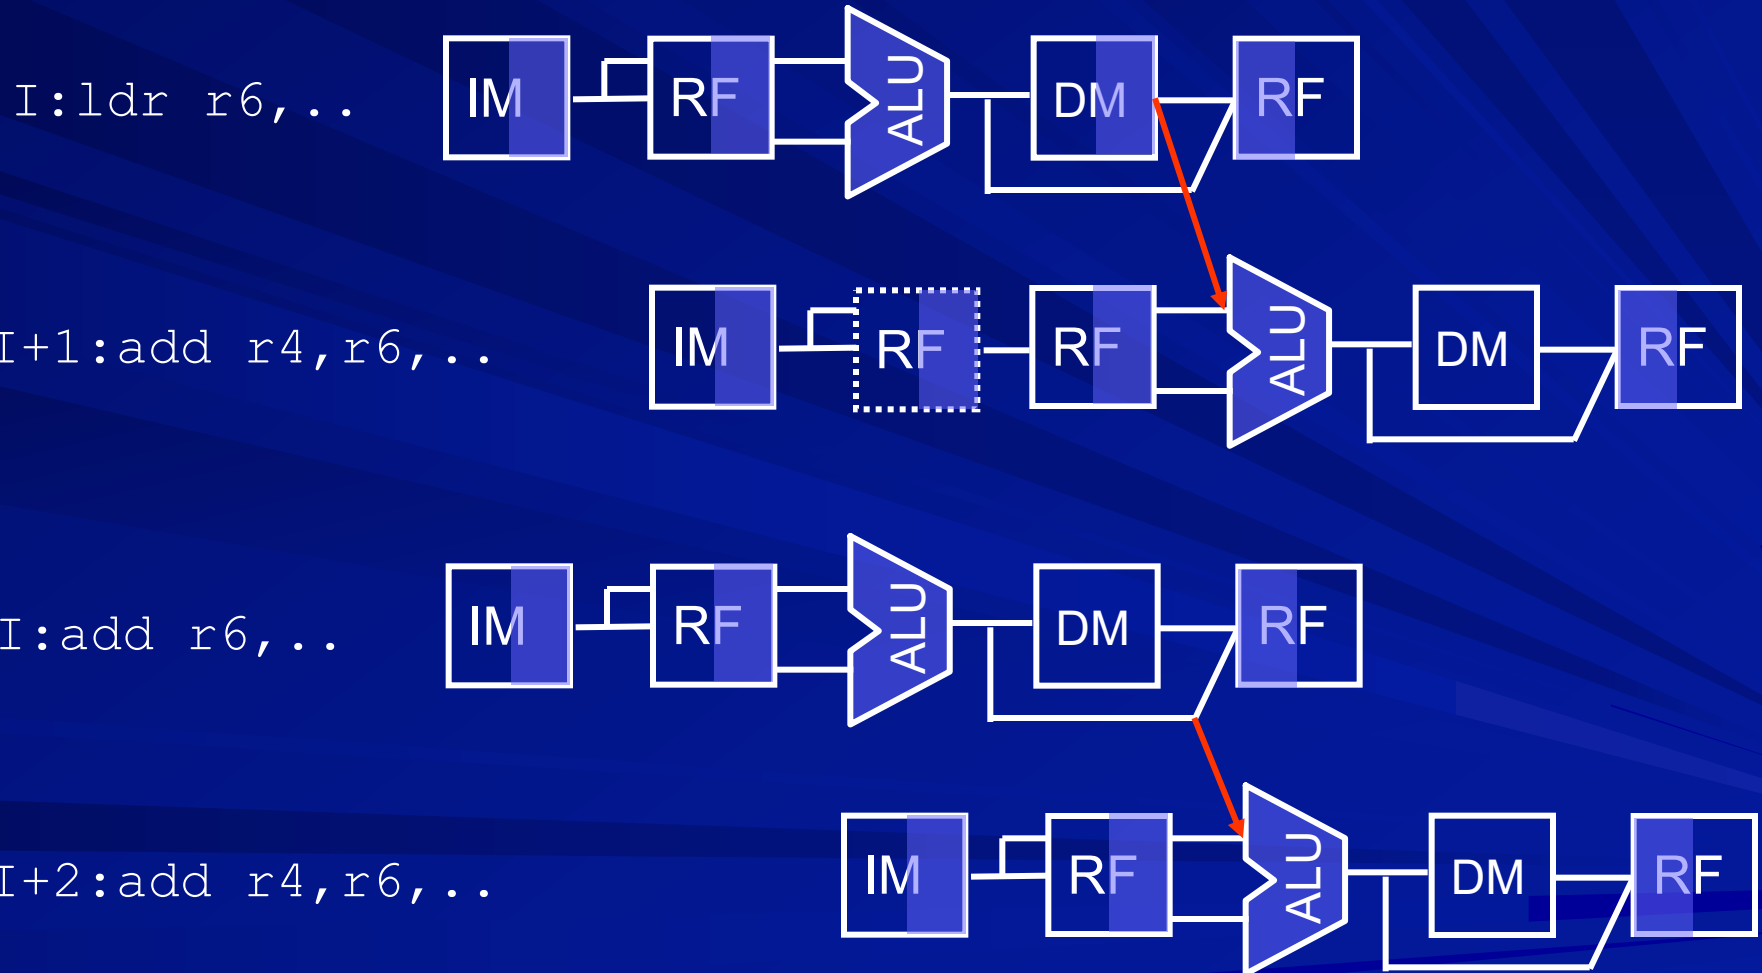 I:ldr r6,.. IM RF ALU DM RF
I+1:add r4,r6,.. IM RF RF ALU DM RF
I:add r6,.. IM RF ALU DM RF
I+2:add r4,r6,.. IM RF ALU DM RF